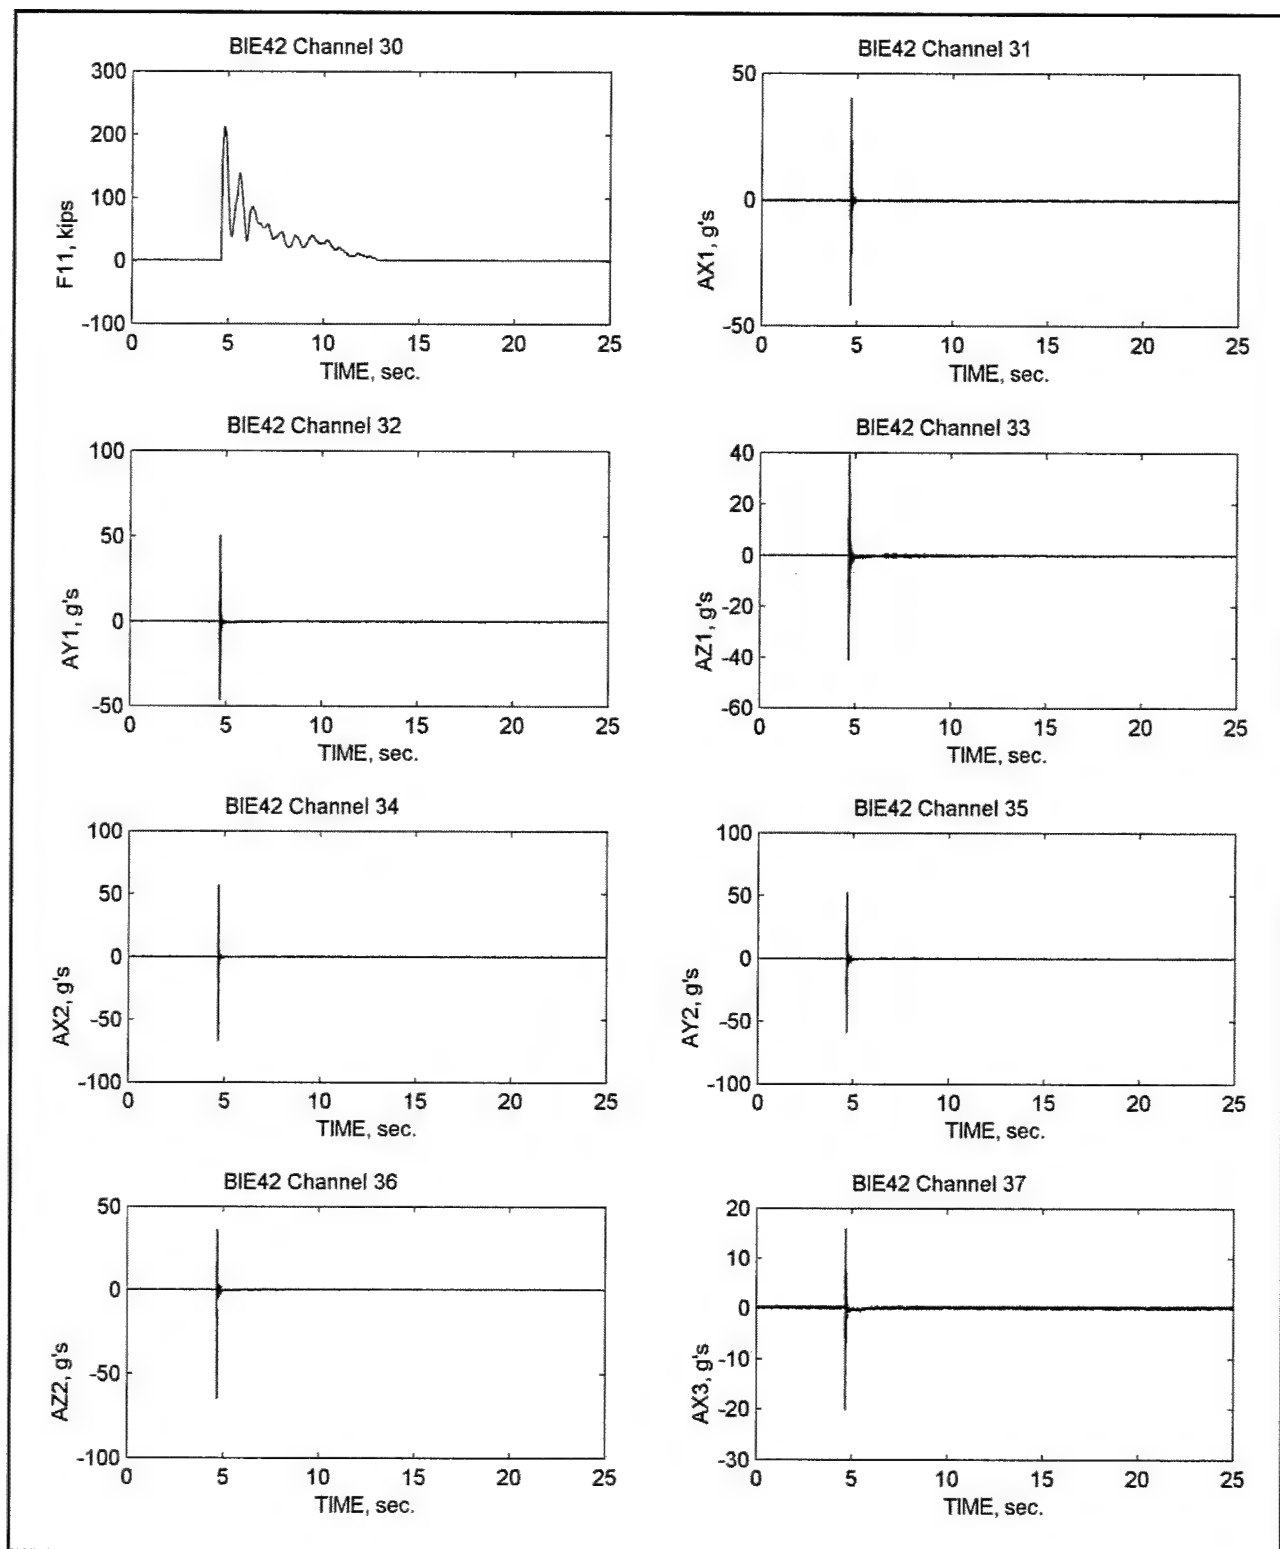 BIE42 Channel 30
300
200
100
0
-100
F11, kips
0 5 10 15 20 25
TIME, sec.
BIE42 Channel 31
50
0
-50
AX1, g's
0 5 10 15 20 25
TIME, sec.
BIE42 Channel 32
100
50
0
-50
AY1, g's
0 5 10 15 20 25
TIME, sec.
BIE42 Channel 33
40
20
0
-20
-40
-60
AZ1, g's
0 5 10 15 20 25
TIME, sec.
BIE42 Channel 34
100
50
0
-50
-100
AX2, g's
0 5 10 15 20 25
TIME, sec.
BIE42 Channel 35
100
50
0
-50
-100
AY2, g's
0 5 10 15 20 25
TIME, sec.
BIE42 Channel 36
50
0
-50
-100
AZ2, g's
0 5 10 15 20 25
TIME, sec.
BIE42 Channel 37
20
10
0
-10
-20
-30
AX3, g's
0 5 10 15 20 25
TIME, sec.